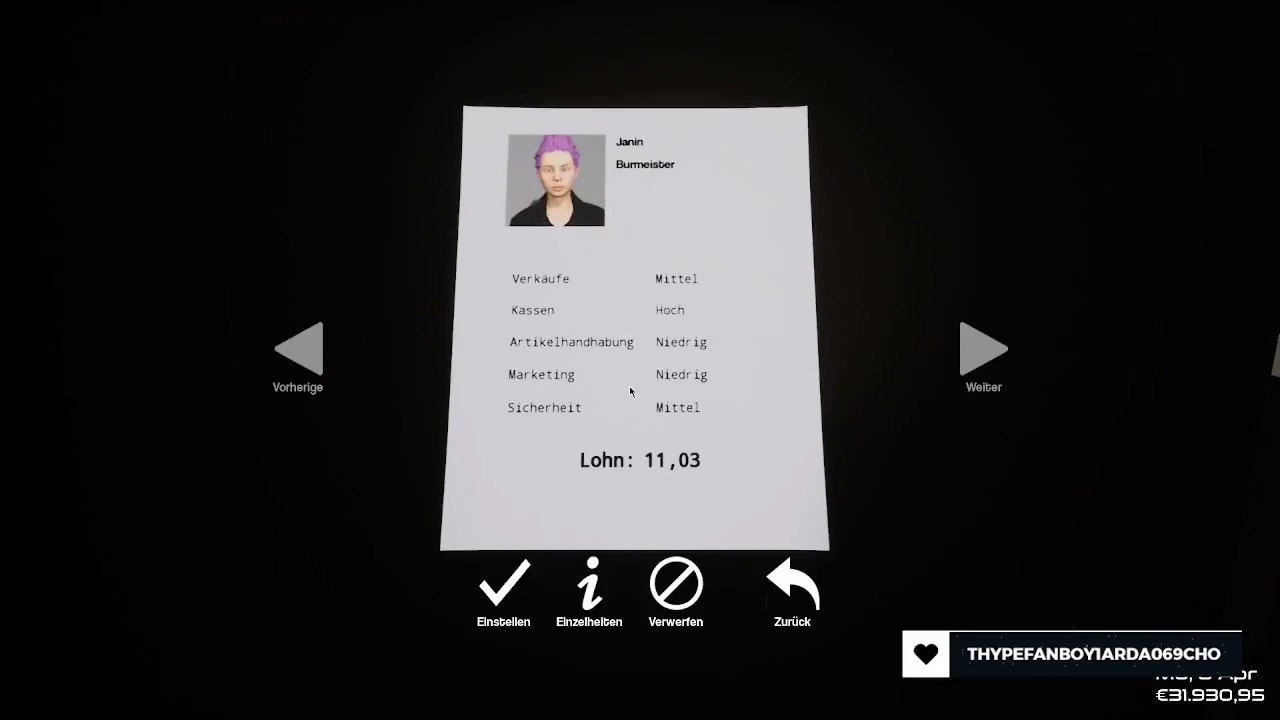 Janin
Burmeister
Verkäufe Mittel
Kassen Hoch
Artikelhandhabung Niedrig
Marketing Niedrig
Sicherheit Mittel
Lohn: 11,03
Vorherige
Weiter
Einstellen
Einzelheiten
Verwerfen
Zurück
THYPEFANBOY1ARDA069CHO
Apr
€31.930,95